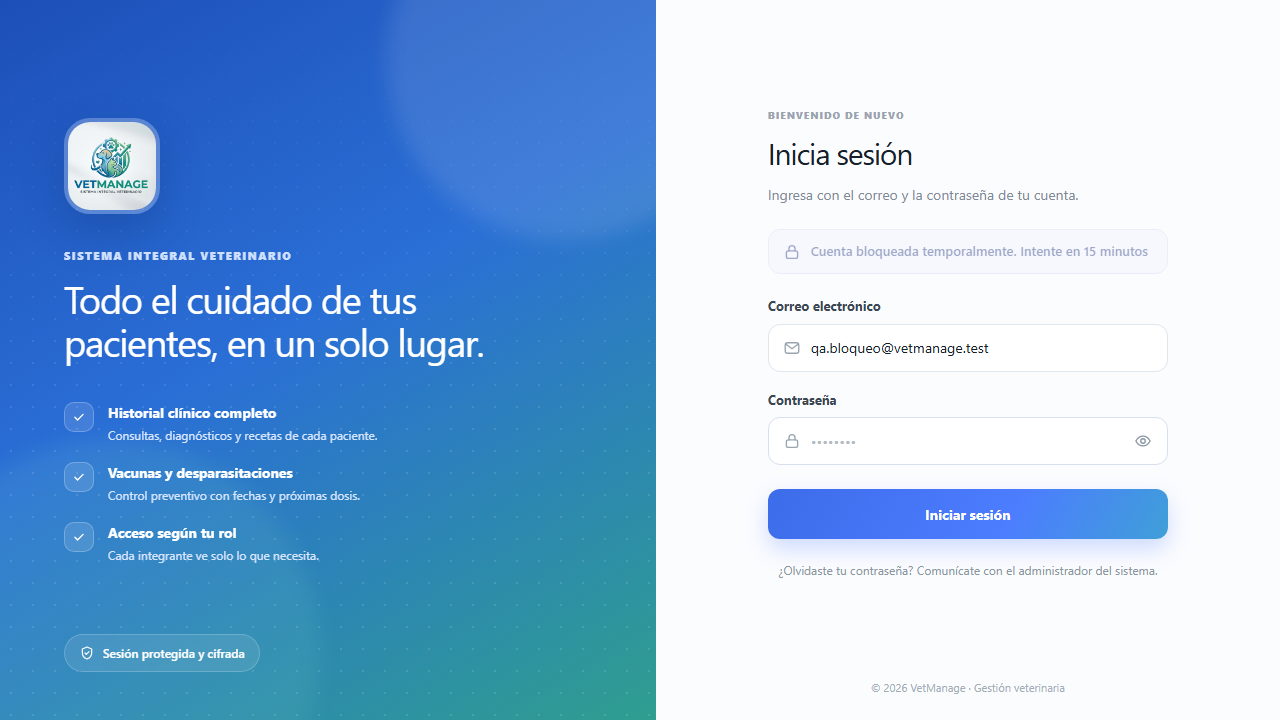 VETMANAGE
SISTEMA INTEGRAL VETERINARIO
SISTEMA INTEGRAL VETERINARIO
Todo el cuidado de tus
pacientes, en un solo lugar.
Historial clínico completo
Consultas, diagnósticos y recetas de cada paciente.
Vacunas y desparasitaciones
Control preventivo con fechas y próximas dosis.
Acceso según tu rol
Cada integrante ve solo lo que necesita.
Sesión protegida y cifrada
BIENVENIDO DE NUEVO
Inicia sesión
Ingresa con el correo y la contraseña de tu cuenta.
Cuenta bloqueada temporalmente. Intente en 15 minutos
Correo electrónico
qa.bloqueo@vetmanage.test
Contraseña
••••••••
Iniciar sesión
¿Olvidaste tu contraseña? Comunícate con el administrador del sistema.
© 2026 VetManage · Gestión veterinaria